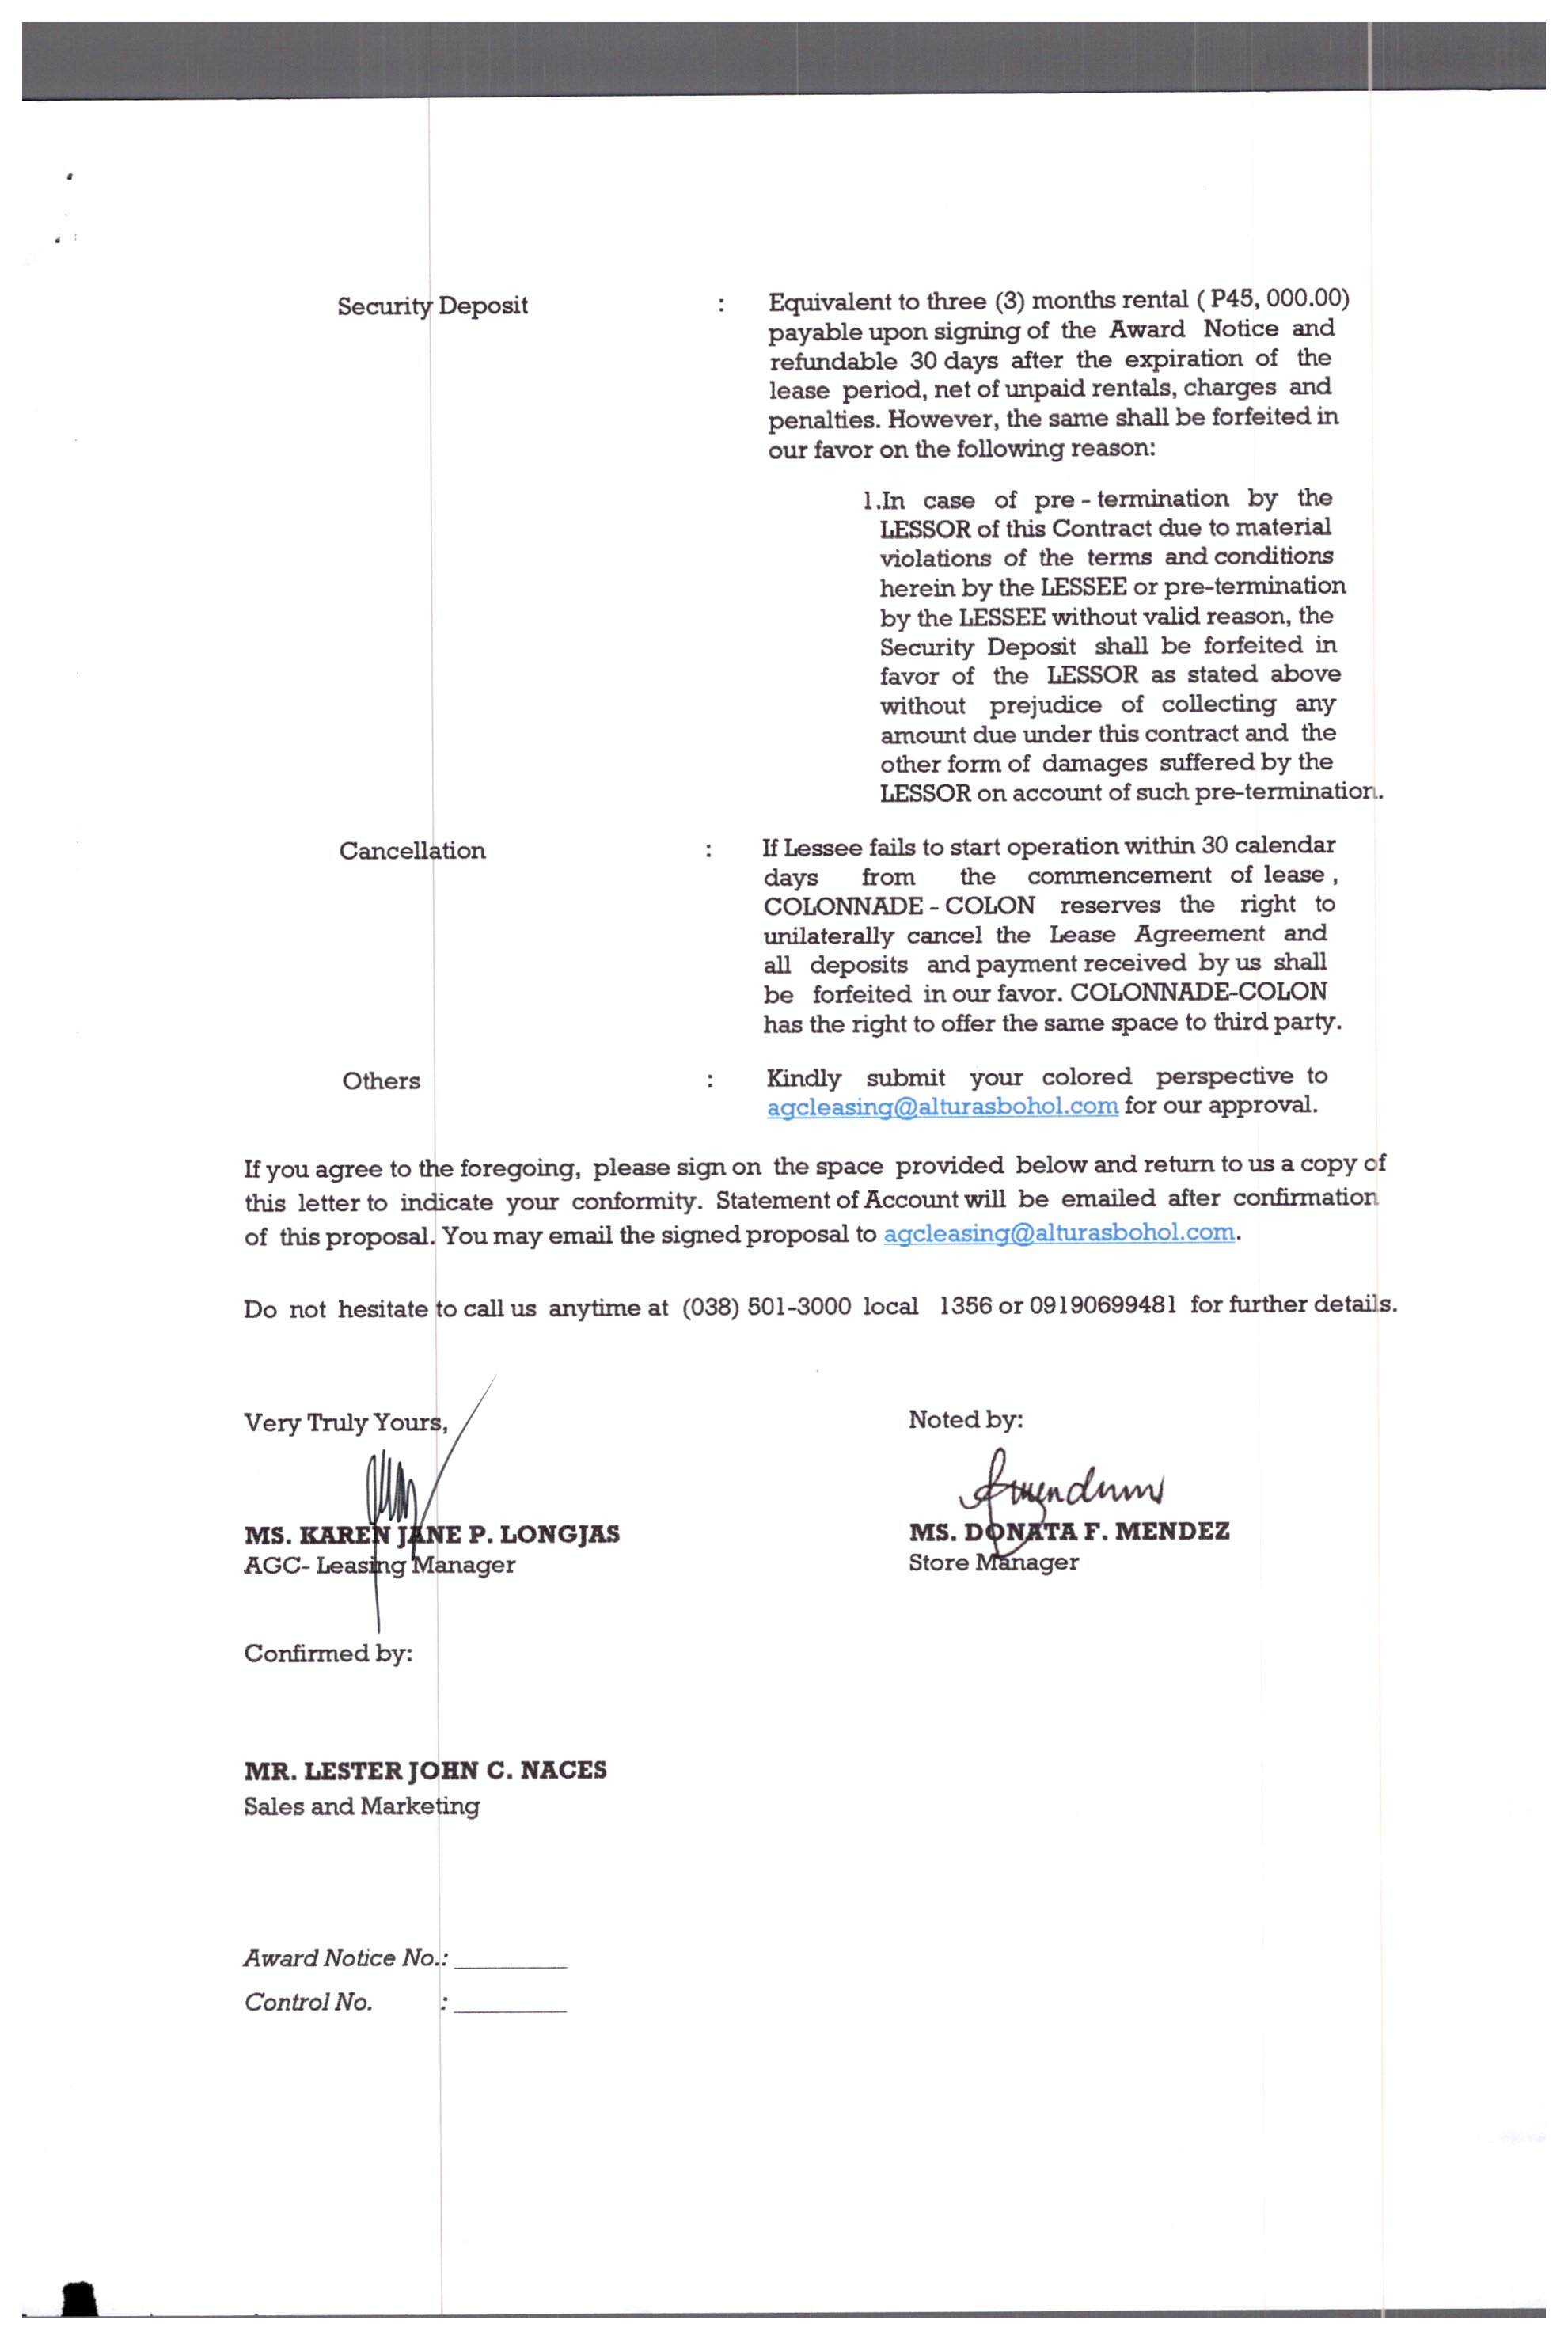 Security Deposit : Equivalent to three (3) months rental ( P45, 000.00)
payable upon signing of the Award Notice and
refundable 30 days after the expiration of the
lease period, net of unpaid rentals, charges and
penalties. However, the same shall be forfeited in
our favor on the following reason:
1.In case of pre - termination by the
LESSOR of this Contract due to material
violations of the terms and conditions
herein by the LESSEE or pre-termination
by the LESSEE without valid reason, the
Security Deposit shall be forfeited in
favor of the LESSOR as stated above
without prejudice of collecting any
amount due under this contract and the
other form of damages suffered by the
LESSOR on account of such pre-termination.
Cancellation : If Lessee fails to start operation within 30 calendar
days from the commencement of lease ,
COLONNADE - COLON reserves the right to
unilaterally cancel the Lease Agreement and
all deposits and payment received by us shall
be forfeited in our favor. COLONNADE-COLON
has the right to offer the same space to third party.
Others : Kindly submit your colored perspective to
agcleasing@alturasbohol.com for our approval.
If you agree to the foregoing, please sign on the space provided below and return to us a copy of
this letter to indicate your conformity. Statement of Account will be emailed after confirmation
of this proposal. You may email the signed proposal to agcleasing@alturasbohol.com.
Do not hesitate to call us anytime at (038) 501-3000 local 1356 or 09190699481 for further details.
Very Truly Yours, Noted by:
MS. KAREN JANE P. LONGJAS MS. DONATA F. MENDEZ
AGC- Leasing Manager Store Manager
Confirmed by:
MR. LESTER JOHN C. NACES
Sales and Marketing
Award Notice No.: ________
Control No. : ________